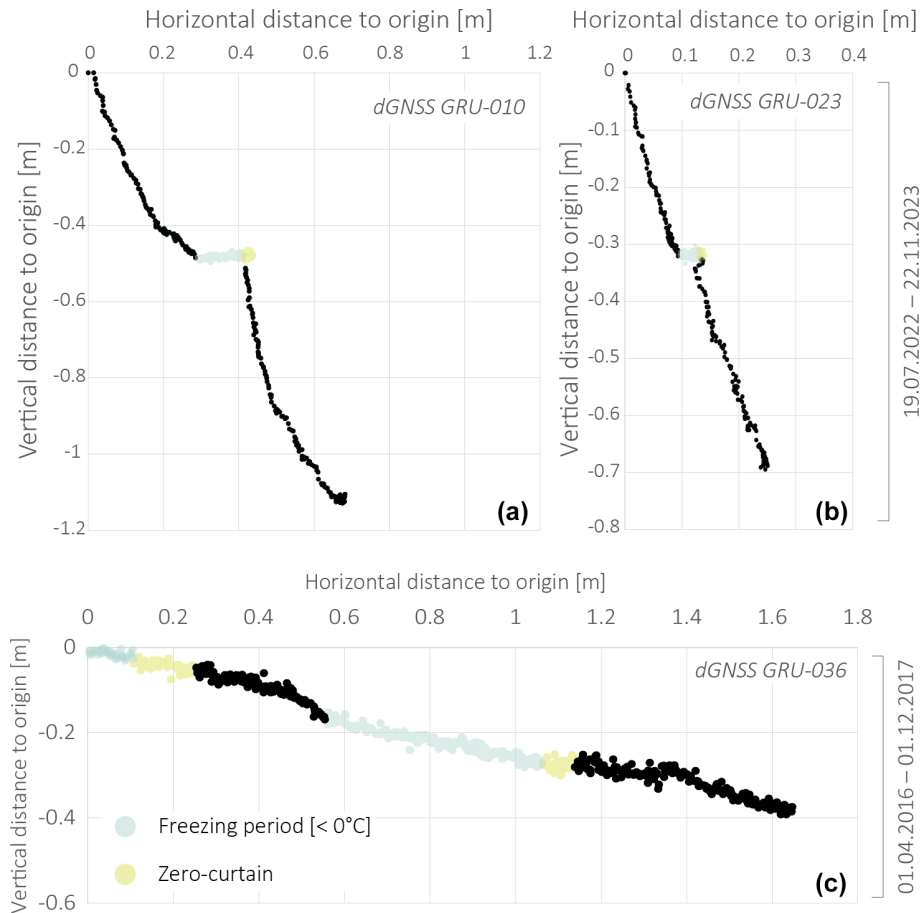 Horizontal distance to origin [m]
0 0.2 0.4 0.6 0.8 1 1.2
0
-0.2
-0.4
-0.6
-0.8
-1
-1.2
Vertical distance to origin [m]
dGNSS GRU-010
(a)
Horizontal distance to origin [m]
0 0.1 0.2 0.3 0.4
0
-0.1
-0.2
-0.3
-0.4
-0.5
-0.6
-0.7
-0.8
Vertical distance to origin [m]
dGNSS GRU-023
(b)
19.07.2022 – 22.11.2023
Horizontal distance to origin [m]
0 0.2 0.4 0.6 0.8 1 1.2 1.4 1.6 1.8
0
-0.2
-0.4
-0.6
Vertical distance to origin [m]
dGNSS GRU-036
Freezing period [< 0°C]
Zero-curtain
(c)
01.04.2016 – 01.12.2017